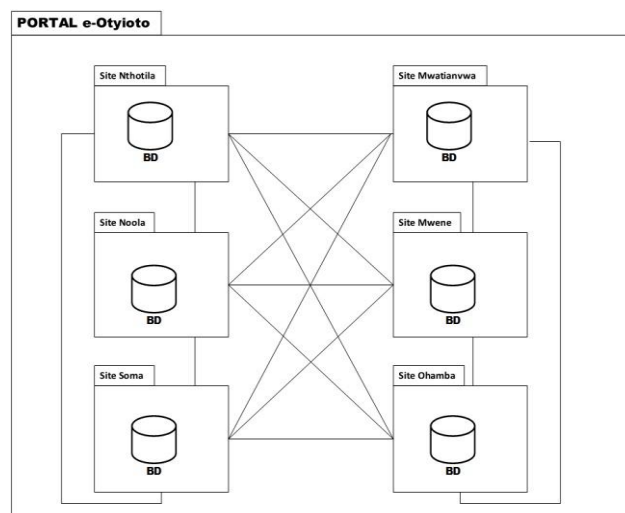 PORTAL e-Otyioto
Site Nthotila
BD
Site Mwatianvwa
BD
Site Noola
BD
Site Mwene
BD
Site Soma
BD
Site Ohamba
BD